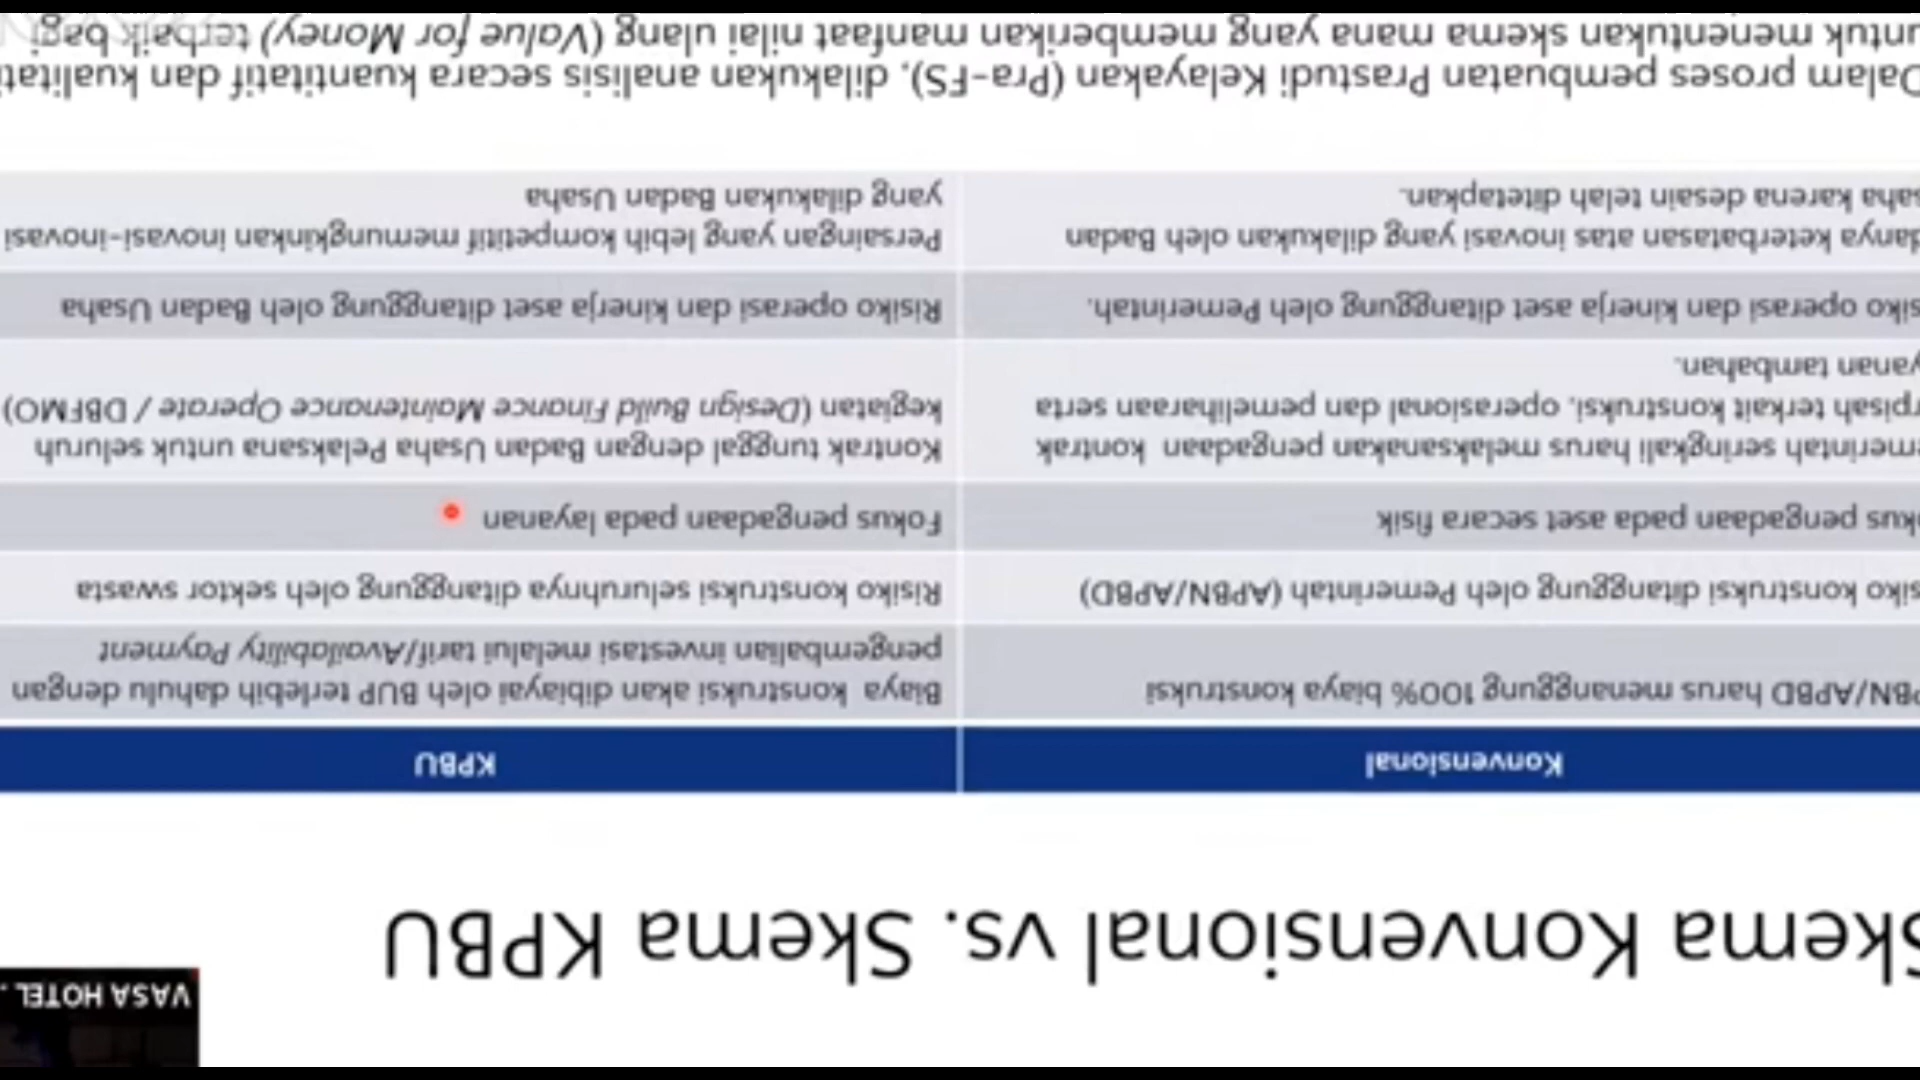 VASA HOTEL ..
Skema Konvensional vs. Skema KPBU
Konvensional
KPBU
PBN/APBD harus menanggung 100% biaya konstruksi
Biaya konstruksi akan dibiayai oleh BUP terlebih dahulu dengan
pengembalian investasi melalui tarif/Availability Payment
siko konstruksi ditanggung oleh Pemerintah (APBN/APBD)
Risiko konstruksi seluruhnya ditanggung oleh sektor swasta
okus pengadaan pada aset secara fisik
Fokus pengadaan pada layanan
emerintah seringkali harus melaksanakan pengadaan kontrak
rpisah terkait konstruksi, operasional dan pemeliharaan serta
yanan tambahan.
Kontrak tunggal dengan Badan Usaha Pelaksana untuk seluruh
kegiatan (Design Build Finance Maintenance Operate / DBFMO)
siko operasi dan kinerja aset ditanggung oleh Pemerintah.
Risiko operasi dan kinerja aset ditanggung oleh Badan Usaha
danya keterbatasan atas inovasi yang dilakukan oleh Badan
saha karena desain telah ditetapkan.
Persaingan yang lebih kompetitif memungkinkan inovasi-inovasi
yang dilakukan Badan Usaha
Dalam proses pembuatan Prastudi Kelayakan (Pra-FS), dilakukan analisis secara kuantitatif dan kualitati
untuk menentukan skema mana yang memberikan manfaat nilai ulang (Value for Money) terbaik bagi